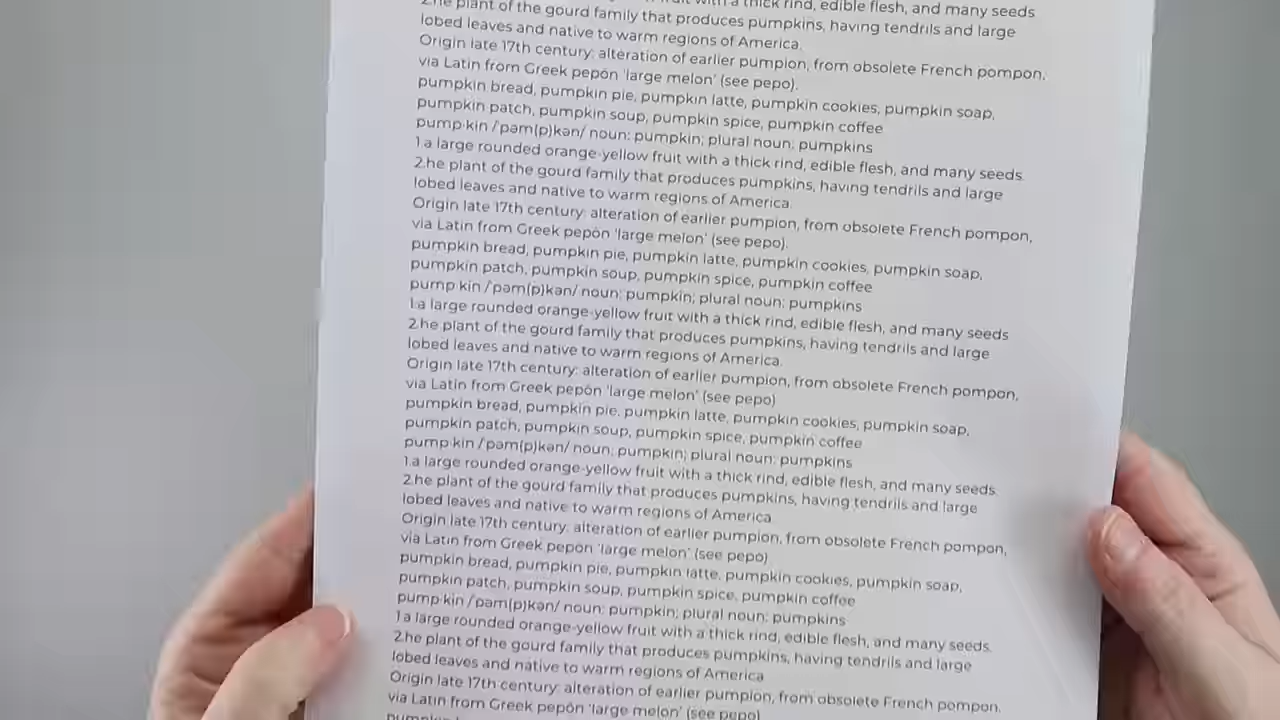 fruit with a thick rind, edible flesh, and many seeds
2.he plant of the gourd family that produces pumpkins, having tendrils and large
lobed leaves and native to warm regions of America.
Origin late 17th century: alteration of earlier pumpion, from obsolete French pompon,
via Latin from Greek pepōn 'large melon' (see pepo).
pumpkin bread, pumpkin pie, pumpkin latte, pumpkin cookies, pumpkin soap,
pumpkin patch, pumpkin soup, pumpkin spice, pumpkin coffee
pump·kin /ˈpəm(p)kən/ noun: pumpkin; plural noun: pumpkins
1.a large rounded orange-yellow fruit with a thick rind, edible flesh, and many seeds.
2.he plant of the gourd family that produces pumpkins, having tendrils and large
lobed leaves and native to warm regions of America.
Origin late 17th century: alteration of earlier pumpion, from obsolete French pompon,
via Latin from Greek pepōn 'large melon' (see pepo).
pumpkin bread, pumpkin pie, pumpkin latte, pumpkin cookies, pumpkin soap,
pumpkin patch, pumpkin soup, pumpkin spice, pumpkin coffee
pump·kin /ˈpəm(p)kən/ noun: pumpkin; plural noun: pumpkins
1.a large rounded orange-yellow fruit with a thick rind, edible flesh, and many seeds
2.he plant of the gourd family that produces pumpkins, having tendrils and large
lobed leaves and native to warm regions of America.
Origin late 17th century: alteration of earlier pumpion, from obsolete French pompon,
via Latin from Greek pepōn 'large melon' (see pepo)
pumpkin bread, pumpkin pie, pumpkin latte, pumpkin cookies, pumpkin soap,
pumpkin patch, pumpkin soup, pumpkin spice, pumpkin coffee
pump·kin /ˈpəm(p)kən/ noun: pumpkin; plural noun: pumpkins
1.a large rounded orange-yellow fruit with a thick rind, edible flesh, and many seeds.
2.he plant of the gourd family that produces pumpkins, having tendrils and large
lobed leaves and native to warm regions of America
Origin late 17th century: alteration of earlier pumpion, from obsolete French pompon,
via Latin from Greek pepōn 'large melon' (see pepo)
pumpkin bread, pumpkin pie, pumpkin latte, pumpkin cookies, pumpkin soap,
pumpkin patch, pumpkin soup, pumpkin spice, pumpkin coffee
pump·kin /ˈpəm(p)kən/ noun: pumpkin; plural noun: pumpkins
1.a large rounded orange-yellow fruit with a thick rind, edible flesh, and many seeds.
2.he plant of the gourd family that produces pumpkins, having tendrils and large
lobed leaves and native to warm regions of America
Origin late 17th century: alteration of earlier pumpion, from obsolete French pompon.
via Latin from Greek pepōn 'large melon' (see pepo)